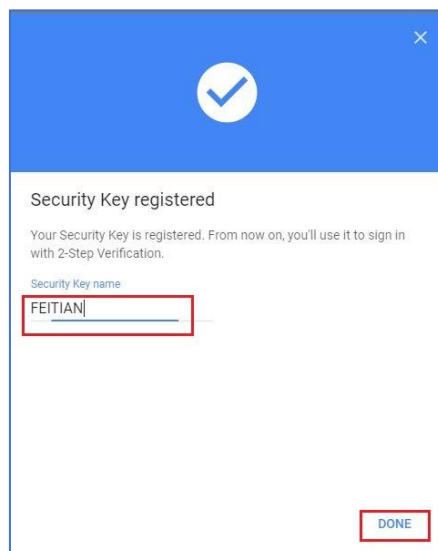 Security Key registered
Your Security Key is registered. From now on, you'll use it to sign in
with 2-Step Verification.
Security Key name
FEITIAN
DONE